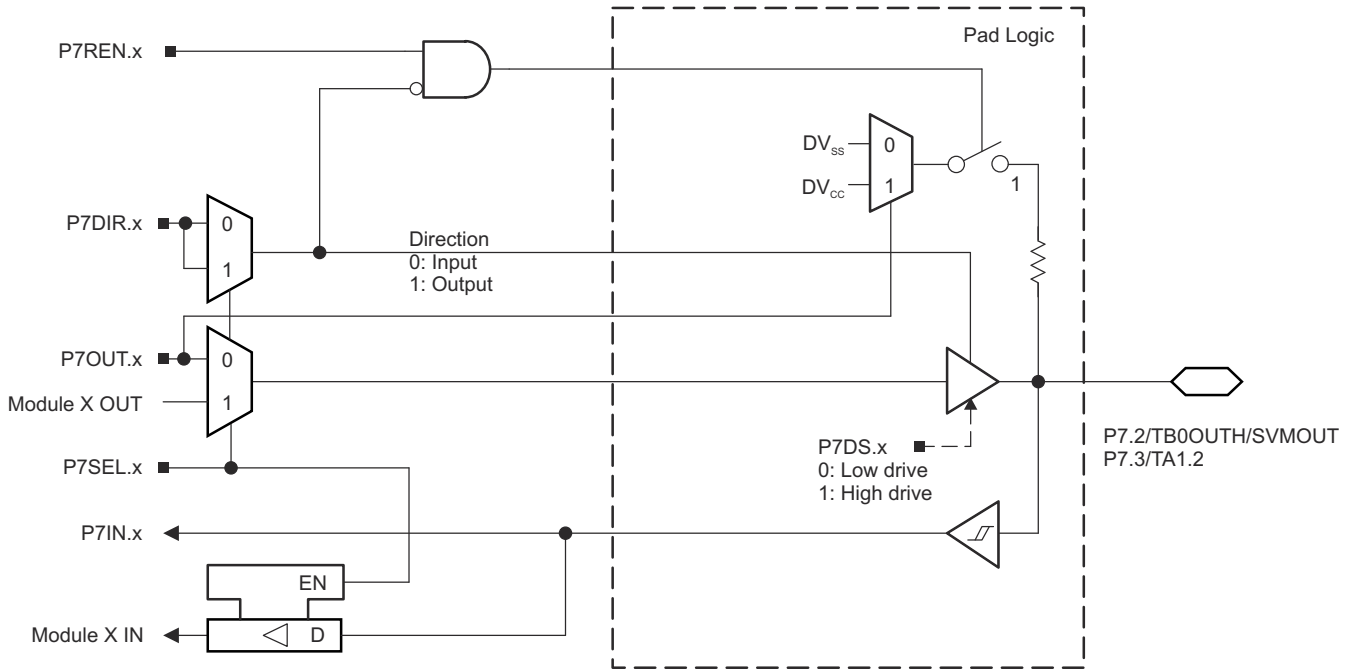 Pad Logic
P7REN.x
DVSS
0
DVCC
1
1
P7DIR.x
0
1
Direction
0: Input
1: Output
P7OUT.x
0
Module X OUT
1
P7DS.x
0: Low drive
1: High drive
P7.2/TB0OUTH/SVMOUT
P7.3/TA1.2
P7SEL.x
P7IN.x
EN
Module X IN
D